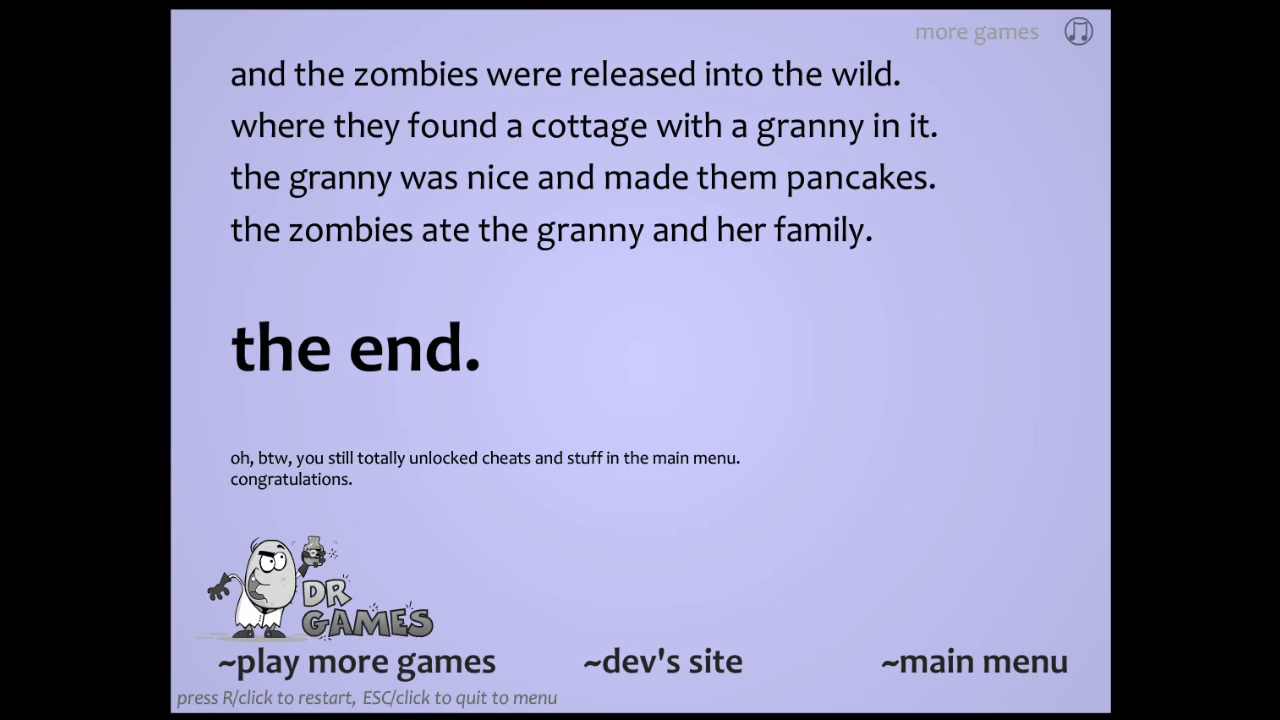 more games
and the zombies were released into the wild.
where they found a cottage with a granny in it.
the granny was nice and made them pancakes.
the zombies ate the granny and her family.
the end.
oh, btw, you still totally unlocked cheats and stuff in the main menu.
congratulations.
DR
GAMES
~play more games ~dev's site ~main menu
press R/click to restart, ESC/click to quit to menu